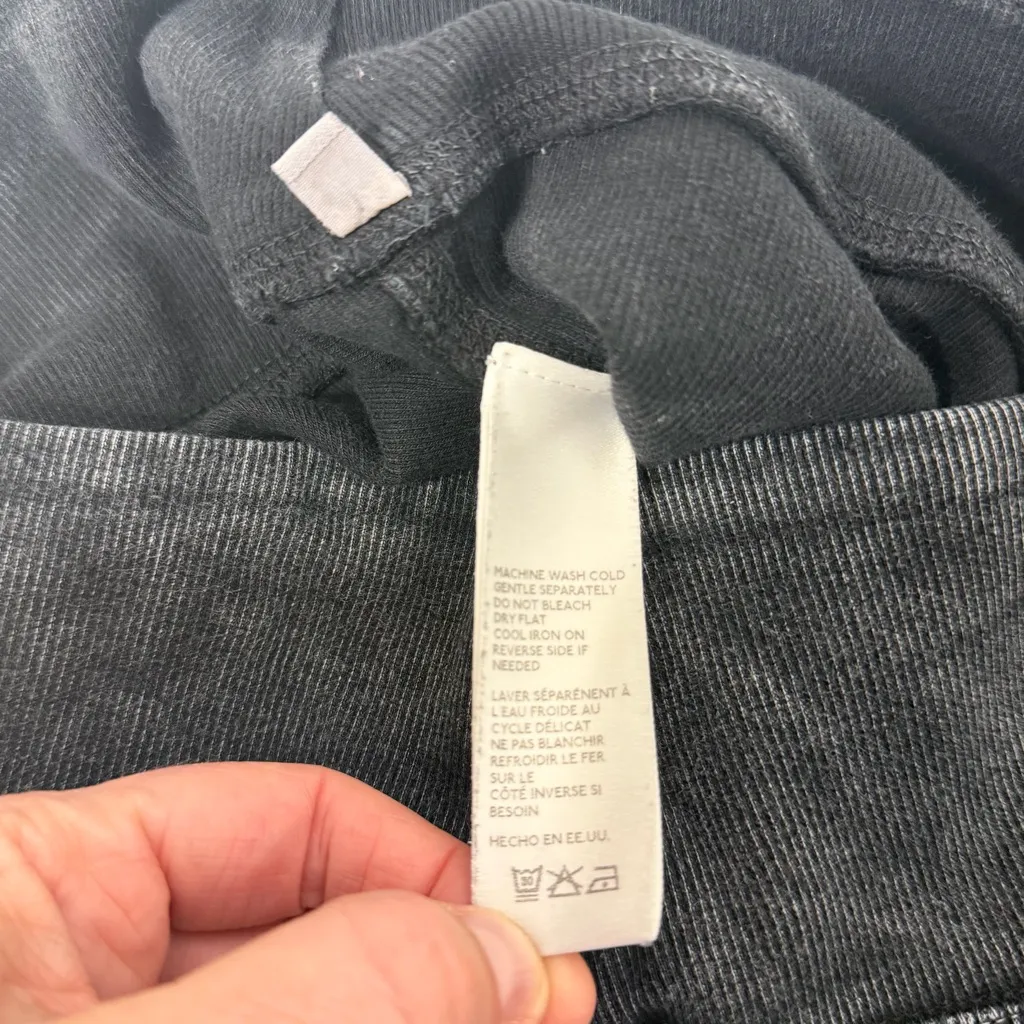 MACHINE WASH COLD
GENTLE SEPARATELY
DO NOT BLEACH
DRY FLAT
COOL IRON ON
REVERSE SIDE IF
NEEDED
LAVER SÉPARÉNENT À
L'EAU FROIDE AU
CYCLE DÉLICAT
NE PAS BLANCHIR
REFROIDIR LE FER
SUR LE
CÔTÉ INVERSE SI
BESOIN
HECHO EN EE.UU.
30